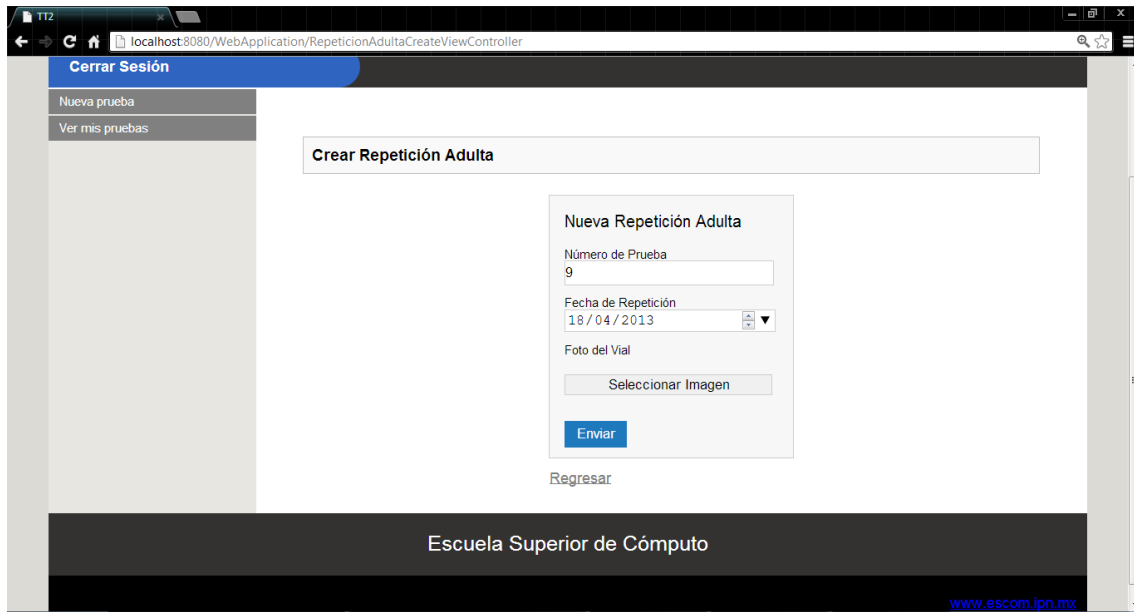 TT2
localhost:8080/WebApplication/RepeticionAdultaCreateViewController
Cerrar Sesión
Nueva prueba
Ver mis pruebas
Crear Repetición Adulta
Nueva Repetición Adulta
Número de Prueba
9
Fecha de Repetición
18/04/2013
Foto del Vial
Seleccionar Imagen
Enviar
Regresar
Escuela Superior de Cómputo
www.escom.ipn.mx